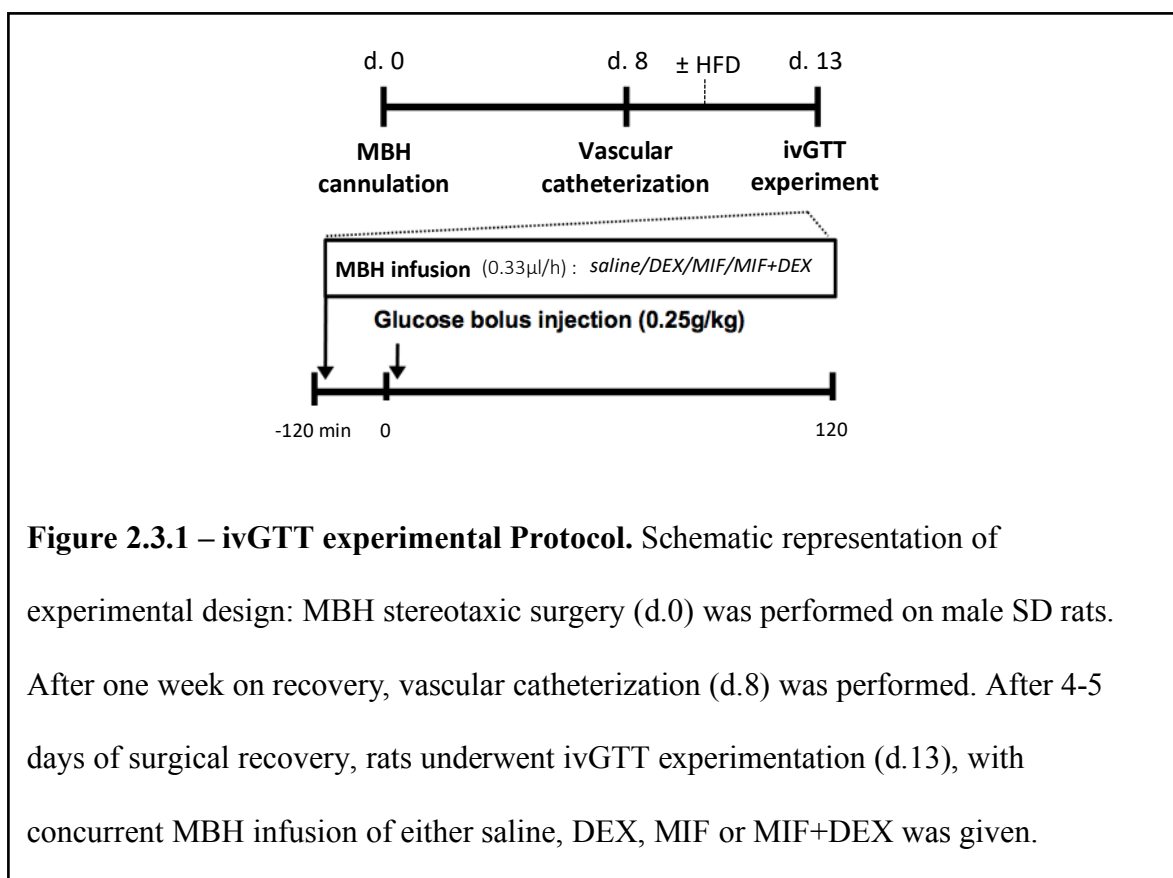 d. 0 d. 8 ± HFD d. 13
MBH Vascular ivGTT
cannulation catheterization experiment
MBH infusion (0.33µl/h) : saline/DEX/MIF/MIF+DEX
Glucose bolus injection (0.25g/kg)
-120 min 0 120
Figure 2.3.1 – ivGTT experimental Protocol. Schematic representation of
experimental design: MBH stereotaxic surgery (d.0) was performed on male SD rats.
After one week on recovery, vascular catheterization (d.8) was performed. After 4-5
days of surgical recovery, rats underwent ivGTT experimentation (d.13), with
concurrent MBH infusion of either saline, DEX, MIF or MIF+DEX was given.